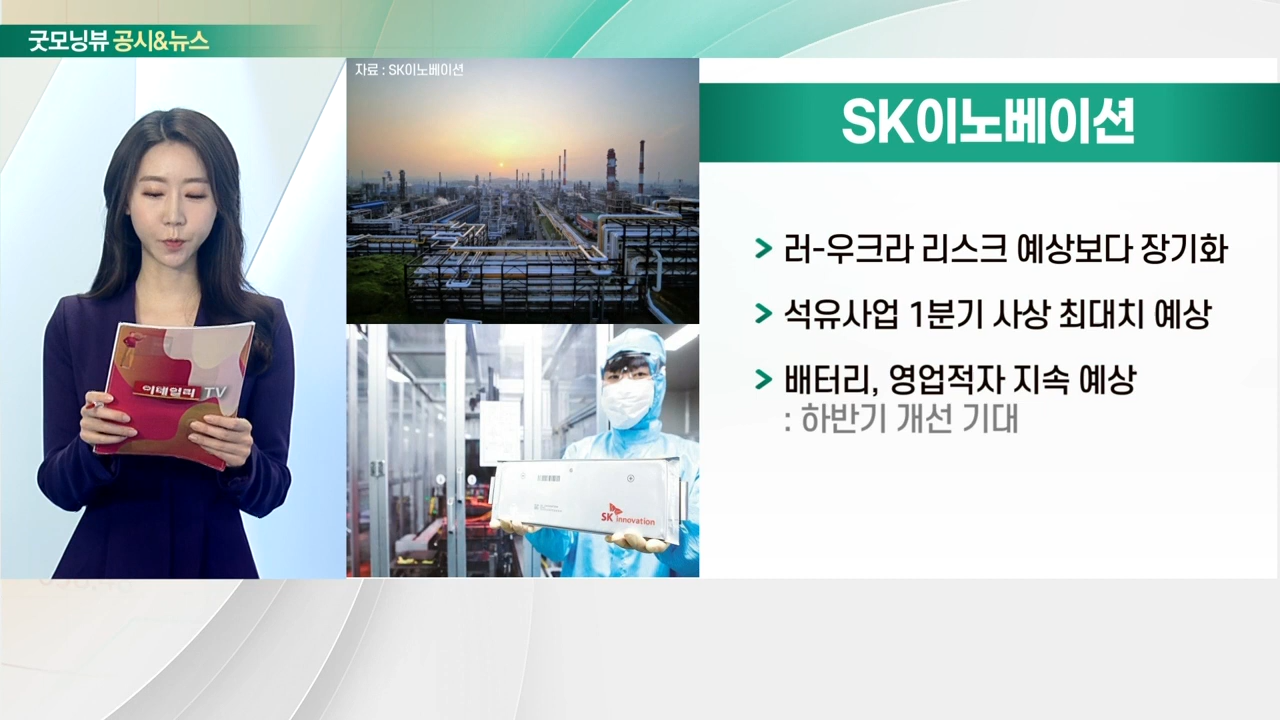 굿모닝뷰 공시&뉴스
자료 : SK이노베이션
SK이노베이션
러-우크라 리스크 예상보다 장기화
석유사업 1분기 사상 최대치 예상
배터리, 영업적자 지속 예상
: 하반기 개선 기대
이데일리 TV
SK innovation